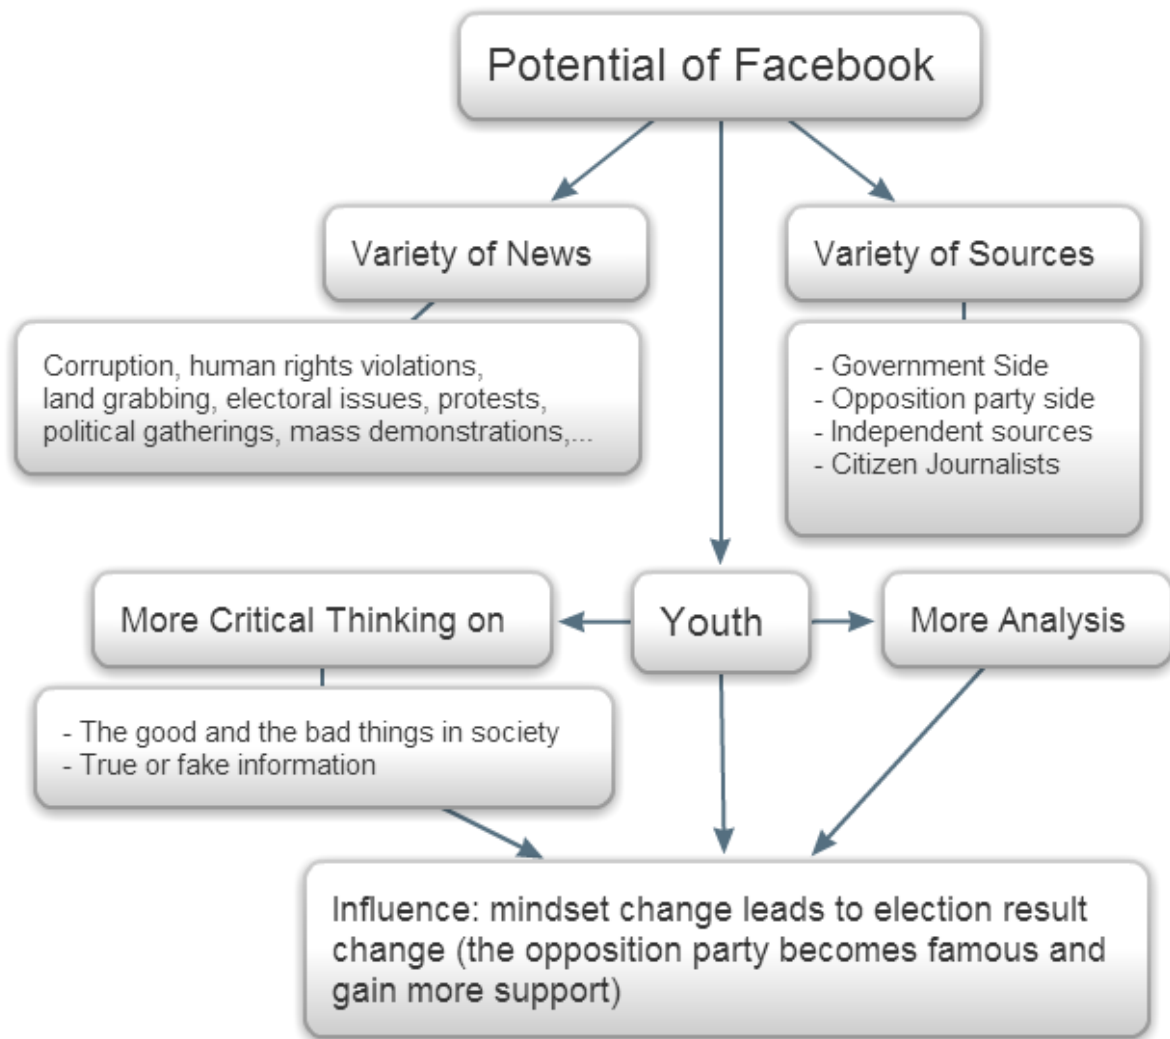 Potential of Facebook
Variety of News
Variety of Sources
Corruption, human rights violations,
land grabbing, electoral issues, protests,
political gatherings, mass demonstrations,...
- Government Side
- Opposition party side
- Independent sources
- Citizen Journalists
More Critical Thinking on
Youth
More Analysis
- The good and the bad things in society
- True or fake information
Influence: mindset change leads to election result
change (the opposition party becomes famous and
gain more support)